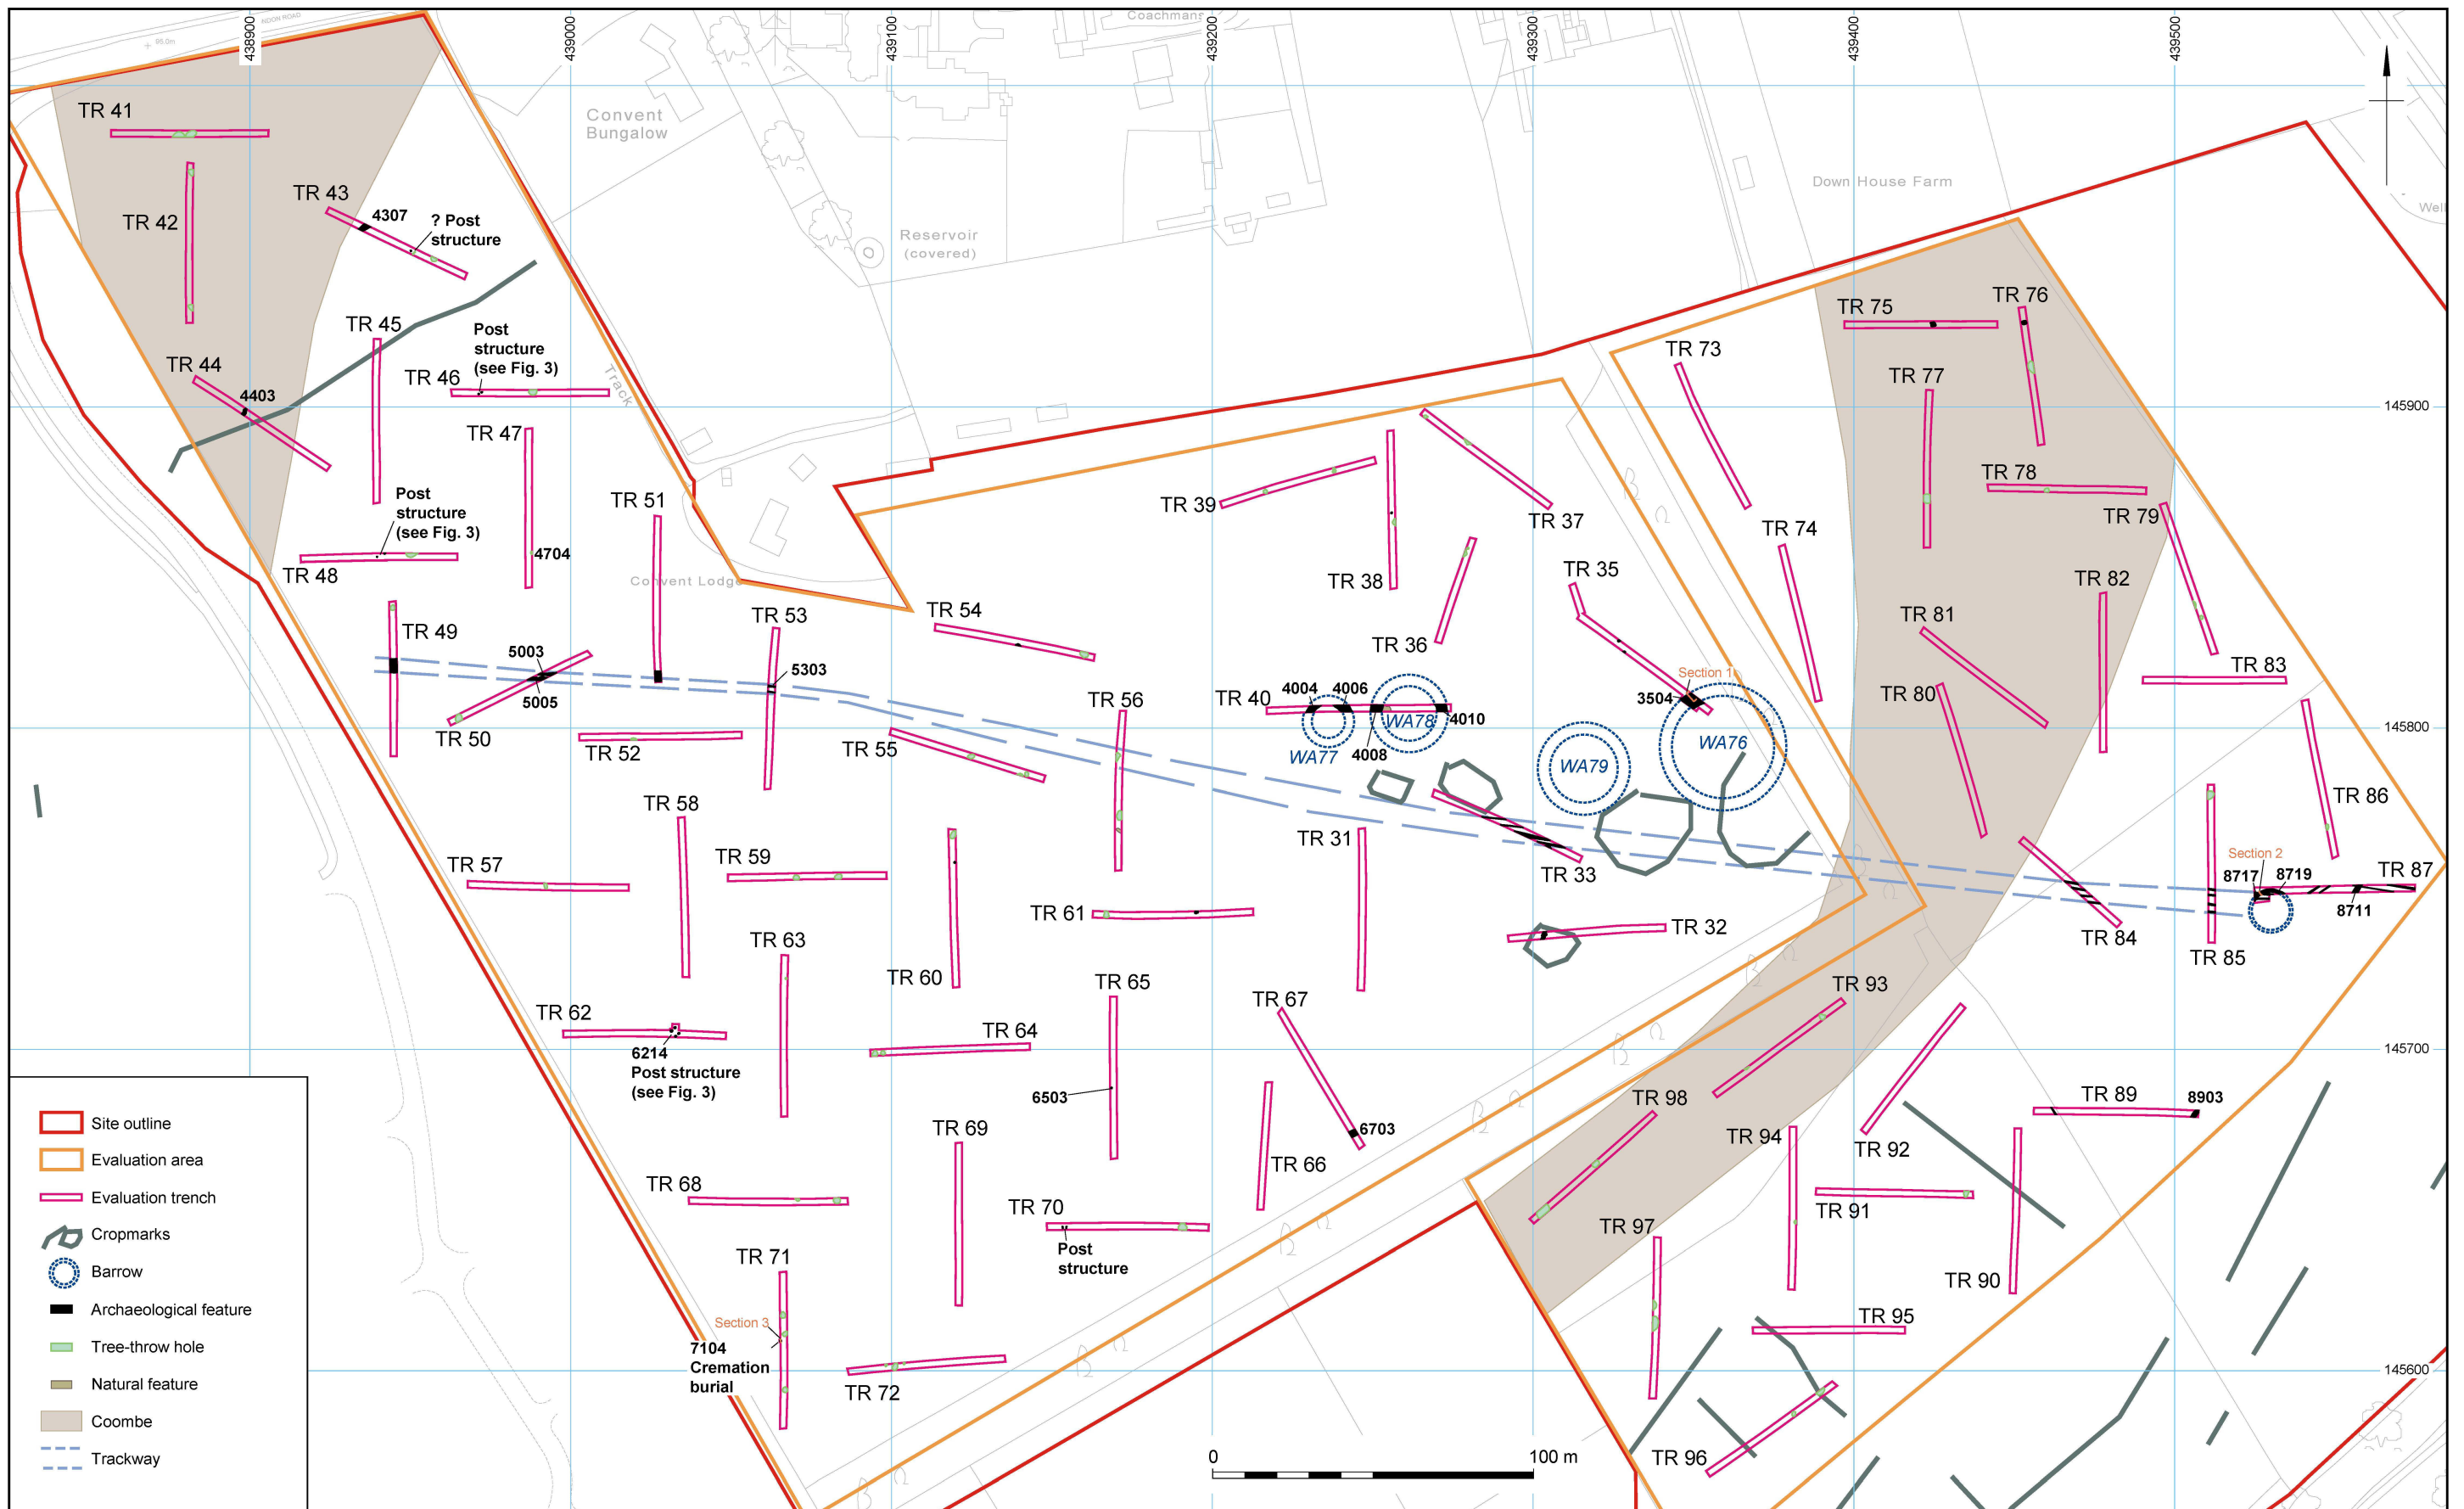 NDON ROAD
95.0m
438900
439000
439100
439200
439300
439400
439500
Coachmans
Convent
Bungalow
Reservoir
(covered)
Down House Farm
Well
Track
Convent Lodge
145900
145800
145700
145600
TR 41
TR 42
TR 43
4307
? Post
structure
TR 44
4403
TR 45
TR 46
Post
structure
(see Fig. 3)
TR 47
4704
TR 48
Post
structure
(see Fig. 3)
TR 49
TR 50
5003
5005
TR 51
TR 52
TR 53
5303
TR 54
TR 55
TR 56
TR 57
TR 58
TR 59
TR 60
TR 61
TR 62
6214
Post structure
(see Fig. 3)
TR 63
TR 64
TR 65
6503
TR 66
TR 67
6703
TR 68
TR 69
TR 70
Post
structure
TR 71
Section 3
7104
Cremation
burial
TR 72
TR 31
TR 32
TR 33
TR 35
Section 1
3504
TR 36
TR 37
TR 38
TR 39
TR 40
4004
4006
4008
4010
WA77
WA78
WA79
WA76
TR 73
TR 74
TR 75
TR 76
TR 77
TR 78
TR 79
TR 80
TR 81
TR 82
TR 83
TR 84
TR 85
TR 86
TR 87
Section 2
8717
8719
8711
TR 89
8903
TR 90
TR 91
TR 92
TR 93
TR 94
TR 95
TR 96
TR 97
TR 98
0
100 m
Site outline
Evaluation area
Evaluation trench
Cropmarks
Barrow
Archaeological feature
Tree-throw hole
Natural feature
Coombe
Trackway